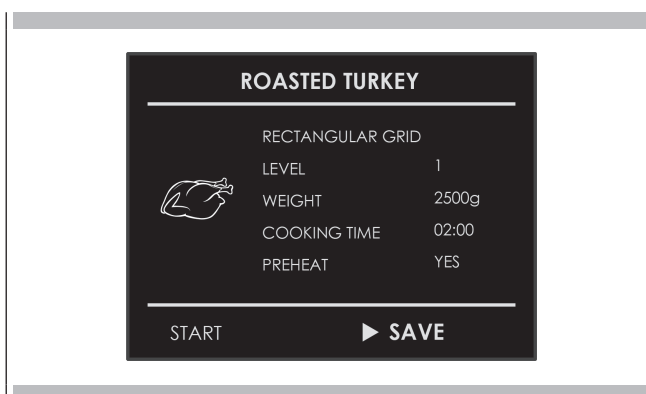 ROASTED TURKEY
RECTANGULAR GRID
LEVEL 1
WEIGHT 2500g
COOKING TIME 02:00
PREHEAT YES
START ▶ SAVE